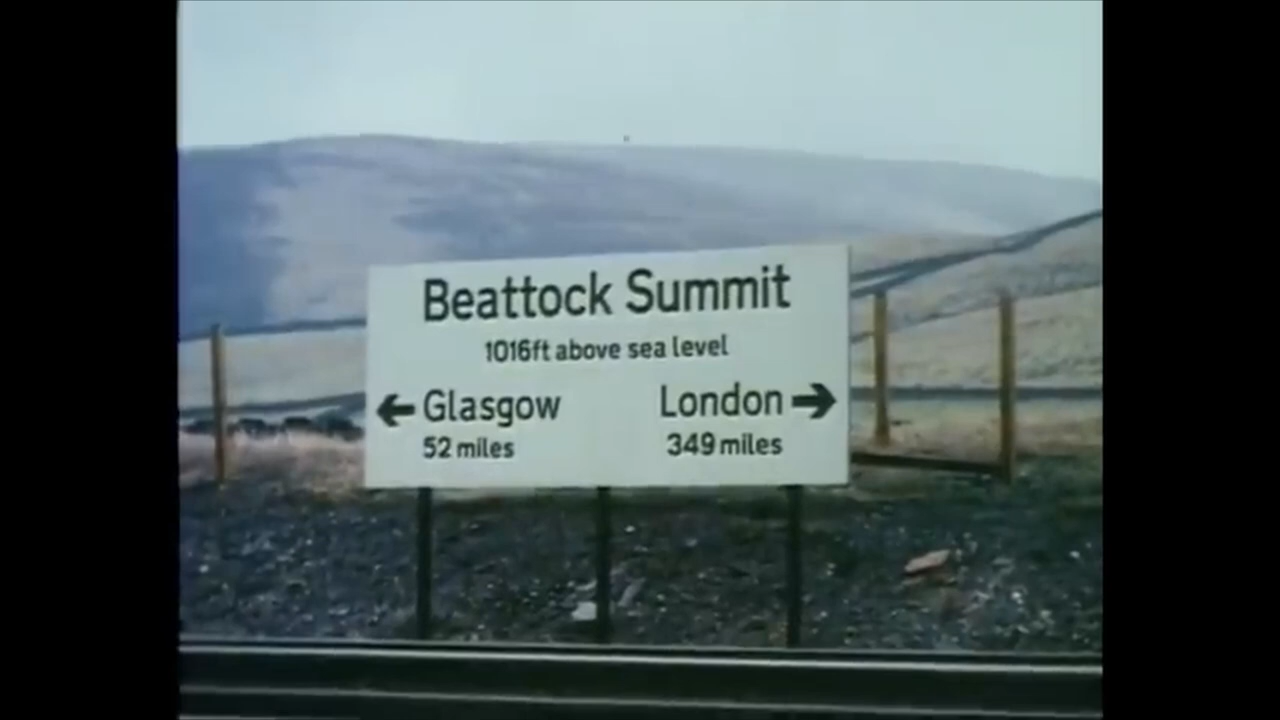 Beattock Summit
1016ft above sea level
← Glasgow London →
52 miles 349 miles